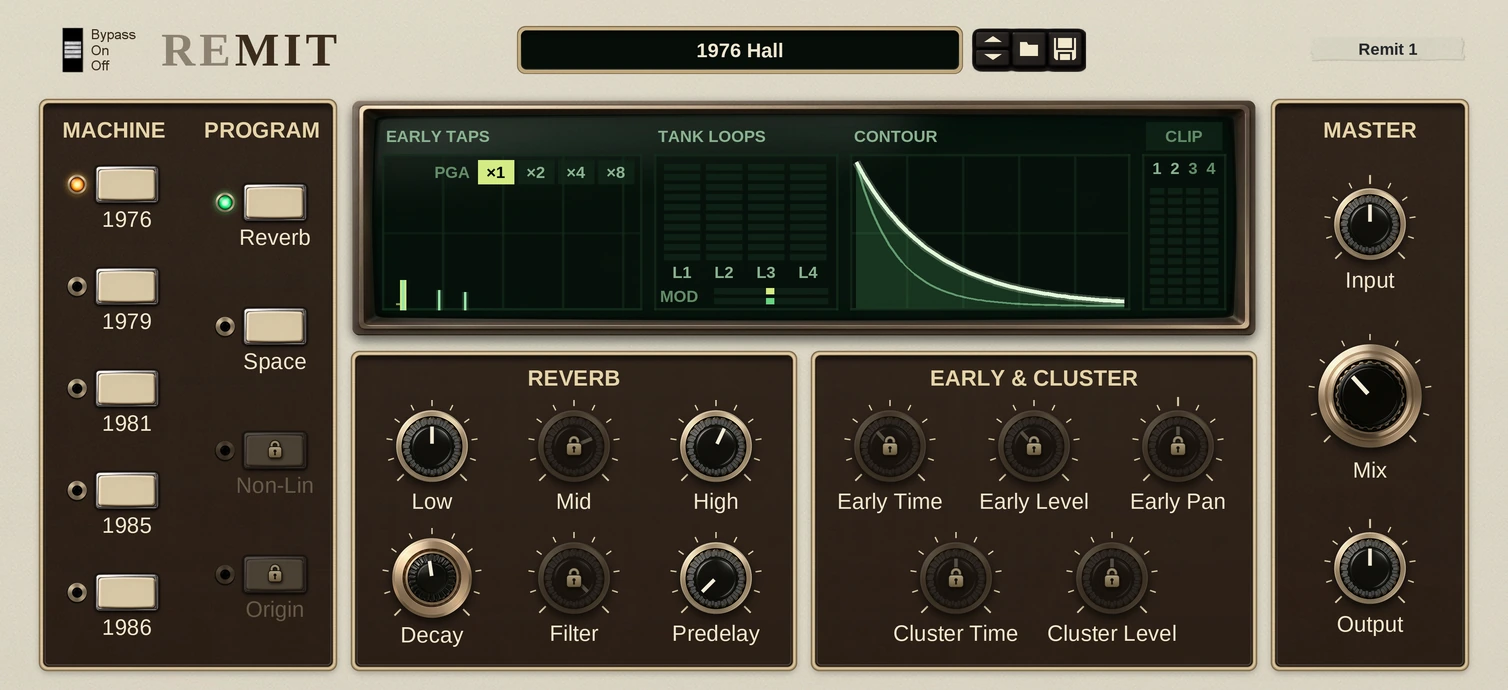 Bypass
On
Off
REMIT
1976 Hall
Remit 1
MACHINE
PROGRAM
1976
1979
1981
1985
1986
Reverb
Space
Non-Lin
Origin
EARLY TAPS
PGA ×1 ×2 ×4 ×8
TANK LOOPS
L1 L2 L3 L4
MOD
CONTOUR
CLIP
1 2 3 4
REVERB
Low Mid High
Decay Filter Predelay
EARLY & CLUSTER
Early Time Early Level Early Pan
Cluster Time Cluster Level
MASTER
Input
Mix
Output